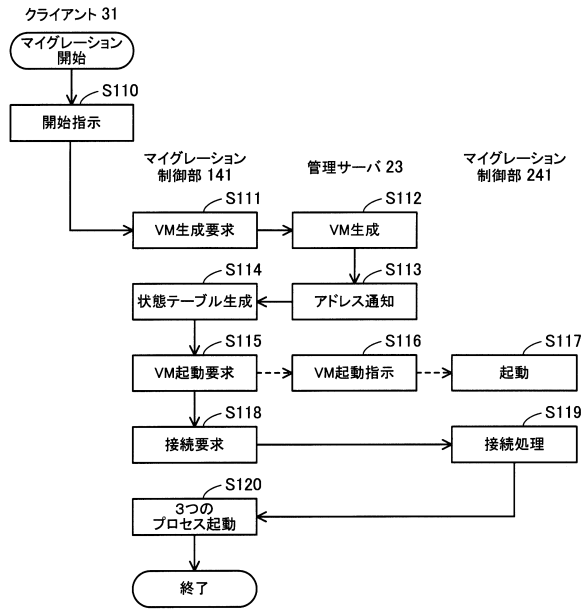 クライアント 31
マイグレーション
開始
S110
開始指示
マイグレーション
制御部 141
管理サーバ 23
マイグレーション
制御部 241
S111
VM生成要求
S112
VM生成
S113
アドレス通知
S114
状態テーブル生成
S115
VM起動要求
S116
VM起動指示
S117
起動
S118
接続要求
S119
接続処理
S120
3つの
プロセス起動
終了